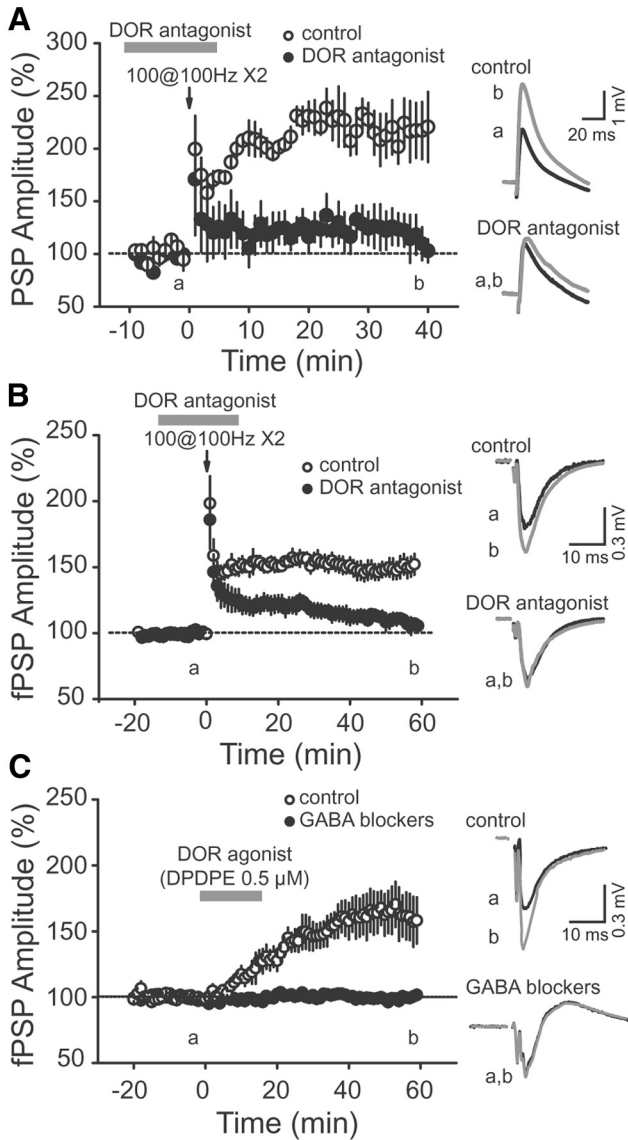 A
DOR antagonist
100@100Hz X2
control
DOR antagonist
300
250
200
150
100
50
PSP Amplitude (%)
a
b
-10
0
10
20
30
40
Time (min)
control
b
a
1 mV
20 ms
DOR antagonist
a,b
B
DOR antagonist
100@100Hz X2
control
DOR antagonist
250
200
150
100
50
fPSP Amplitude (%)
a
b
-20
0
20
40
60
Time (min)
control
a
b
0.3 mV
10 ms
DOR antagonist
a,b
C
control
GABA blockers
DOR agonist
(DPDPE 0.5 µM)
250
200
150
100
50
fPSP Amplitude (%)
a
b
-20
0
20
40
60
Time (min)
control
a
b
0.3 mV
10 ms
GABA blockers
a,b